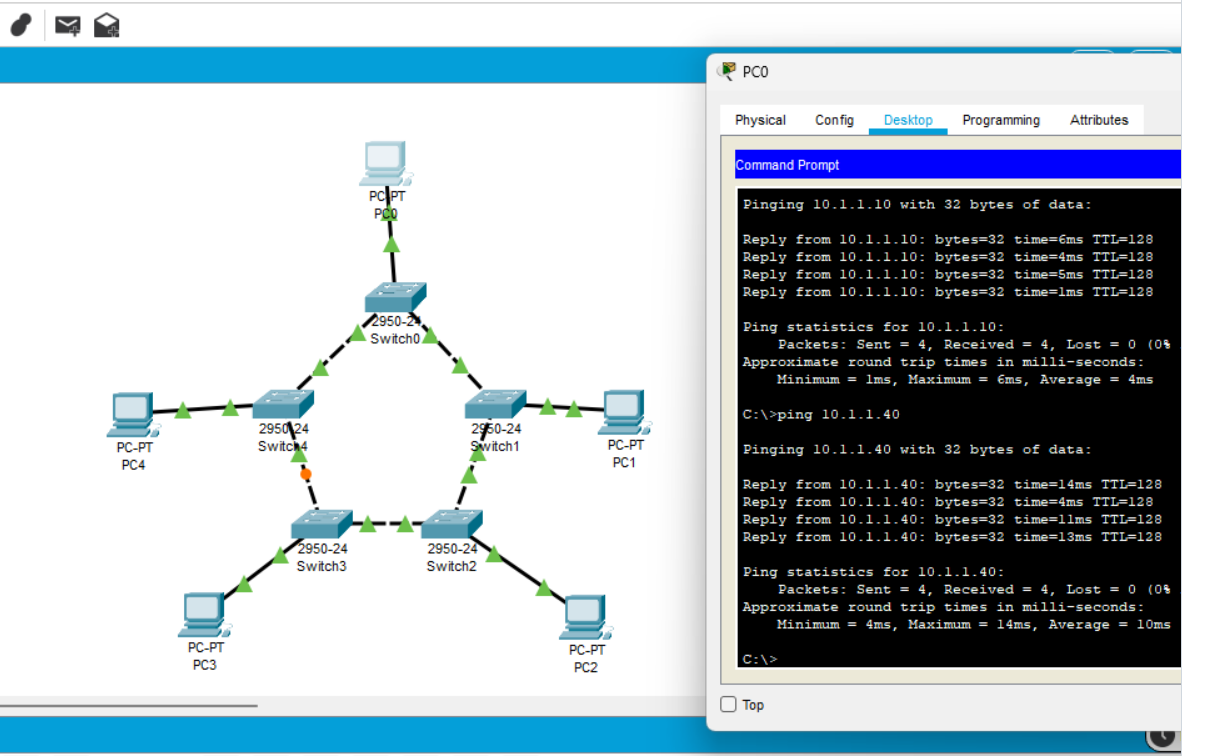 PC-PT
PC0
2950-24
Switch0
2950-24
Switch4
2950-24
Switch1
PC-PT
PC4
PC-PT
PC1
2950-24
Switch3
2950-24
Switch2
PC-PT
PC3
PC-PT
PC2
PC0
Physical Config Desktop Programming Attributes
Command Prompt
Pinging 10.1.1.10 with 32 bytes of data:
Reply from 10.1.1.10: bytes=32 time=6ms TTL=128
Reply from 10.1.1.10: bytes=32 time=4ms TTL=128
Reply from 10.1.1.10: bytes=32 time=5ms TTL=128
Reply from 10.1.1.10: bytes=32 time=1ms TTL=128
Ping statistics for 10.1.1.10:
Packets: Sent = 4, Received = 4, Lost = 0 (0%
Approximate round trip times in milli-seconds:
Minimum = 1ms, Maximum = 6ms, Average = 4ms
C:\>ping 10.1.1.40
Pinging 10.1.1.40 with 32 bytes of data:
Reply from 10.1.1.40: bytes=32 time=14ms TTL=128
Reply from 10.1.1.40: bytes=32 time=4ms TTL=128
Reply from 10.1.1.40: bytes=32 time=11ms TTL=128
Reply from 10.1.1.40: bytes=32 time=13ms TTL=128
Ping statistics for 10.1.1.40:
Packets: Sent = 4, Received = 4, Lost = 0 (0%
Approximate round trip times in milli-seconds:
Minimum = 4ms, Maximum = 14ms, Average = 10ms
C:\>
Top